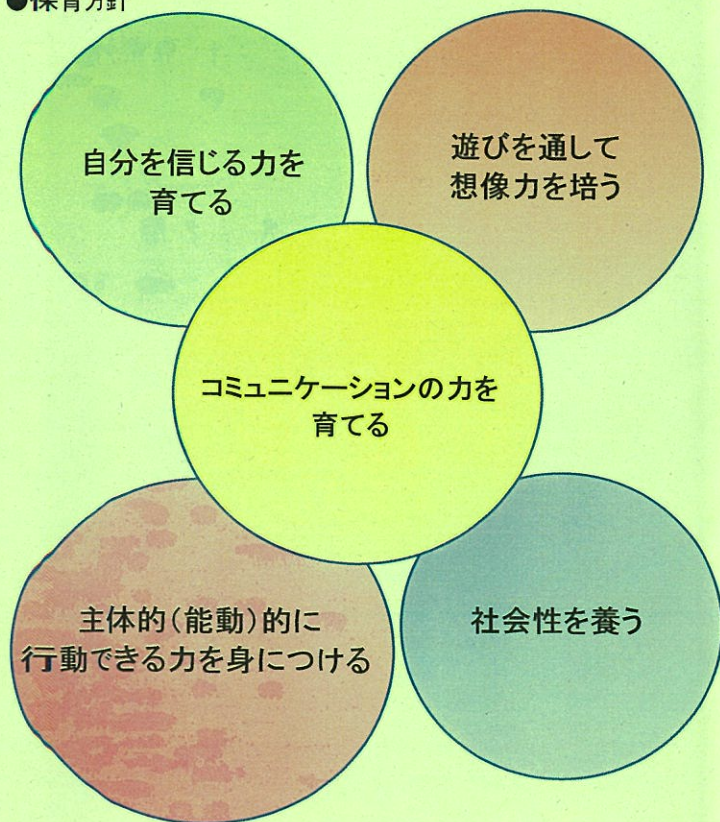 ●保育方針
自分を信じる力を
育てる
遊びを通して
想像力を培う
コミュニケーションの力を
育てる
主体的(能動)的に
行動できる力を身につける
社会性を養う